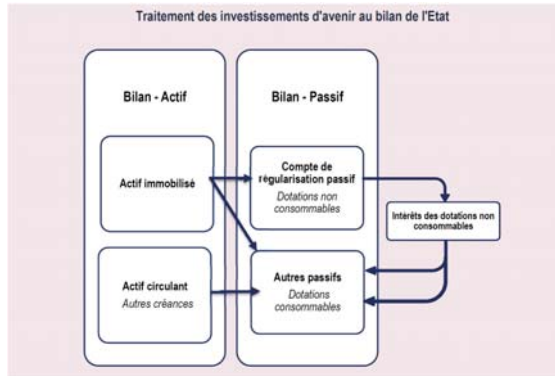 Traitement des investissements d'avenir au bilan de l'Etat
Bilan - Actif
Bilan - Passif
Actif immobilisé
Compte de
régularisation passif
Dotations non
consommables
Intérêts des dotations non
consommables
Actif circulant
Autres créances
Autres passifs
Dotations
consommables